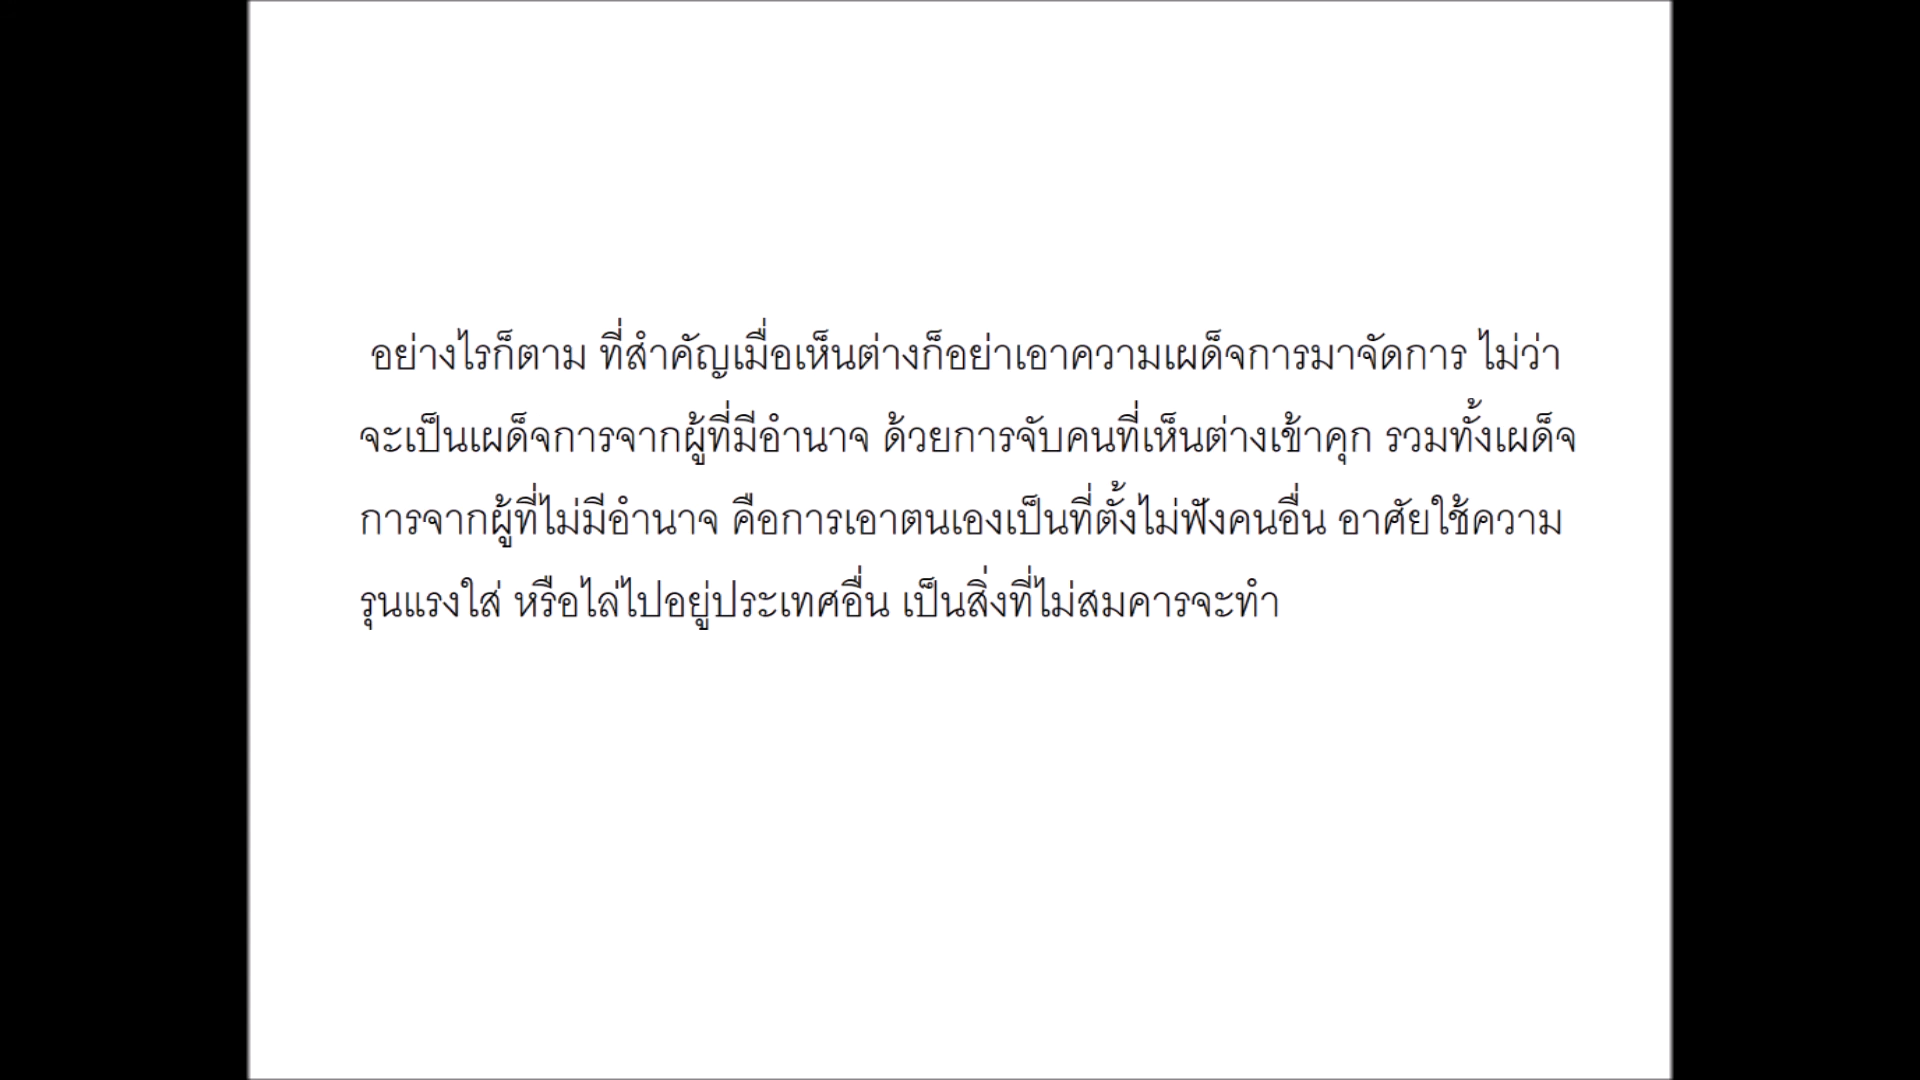 อย่างไรก็ตาม ที่สำคัญเมื่อเห็นต่างก็อย่าเอาความเผด็จการมาจัดการ ไม่ว่า
จะเป็นเผด็จการจากผู้ที่มีอำนาจ ด้วยการจับคนที่เห็นต่างเข้าคุก รวมทั้งเผด็จ
การจากผู้ที่ไม่มีอำนาจ คือการเอาตนเองเป็นที่ตั้งไม่ฟังคนอื่น อาศัยใช้ความ
รุนแรงใส่ หรือไล่ไปอยู่ประเทศอื่น เป็นสิ่งที่ไม่สมคารจะทำ